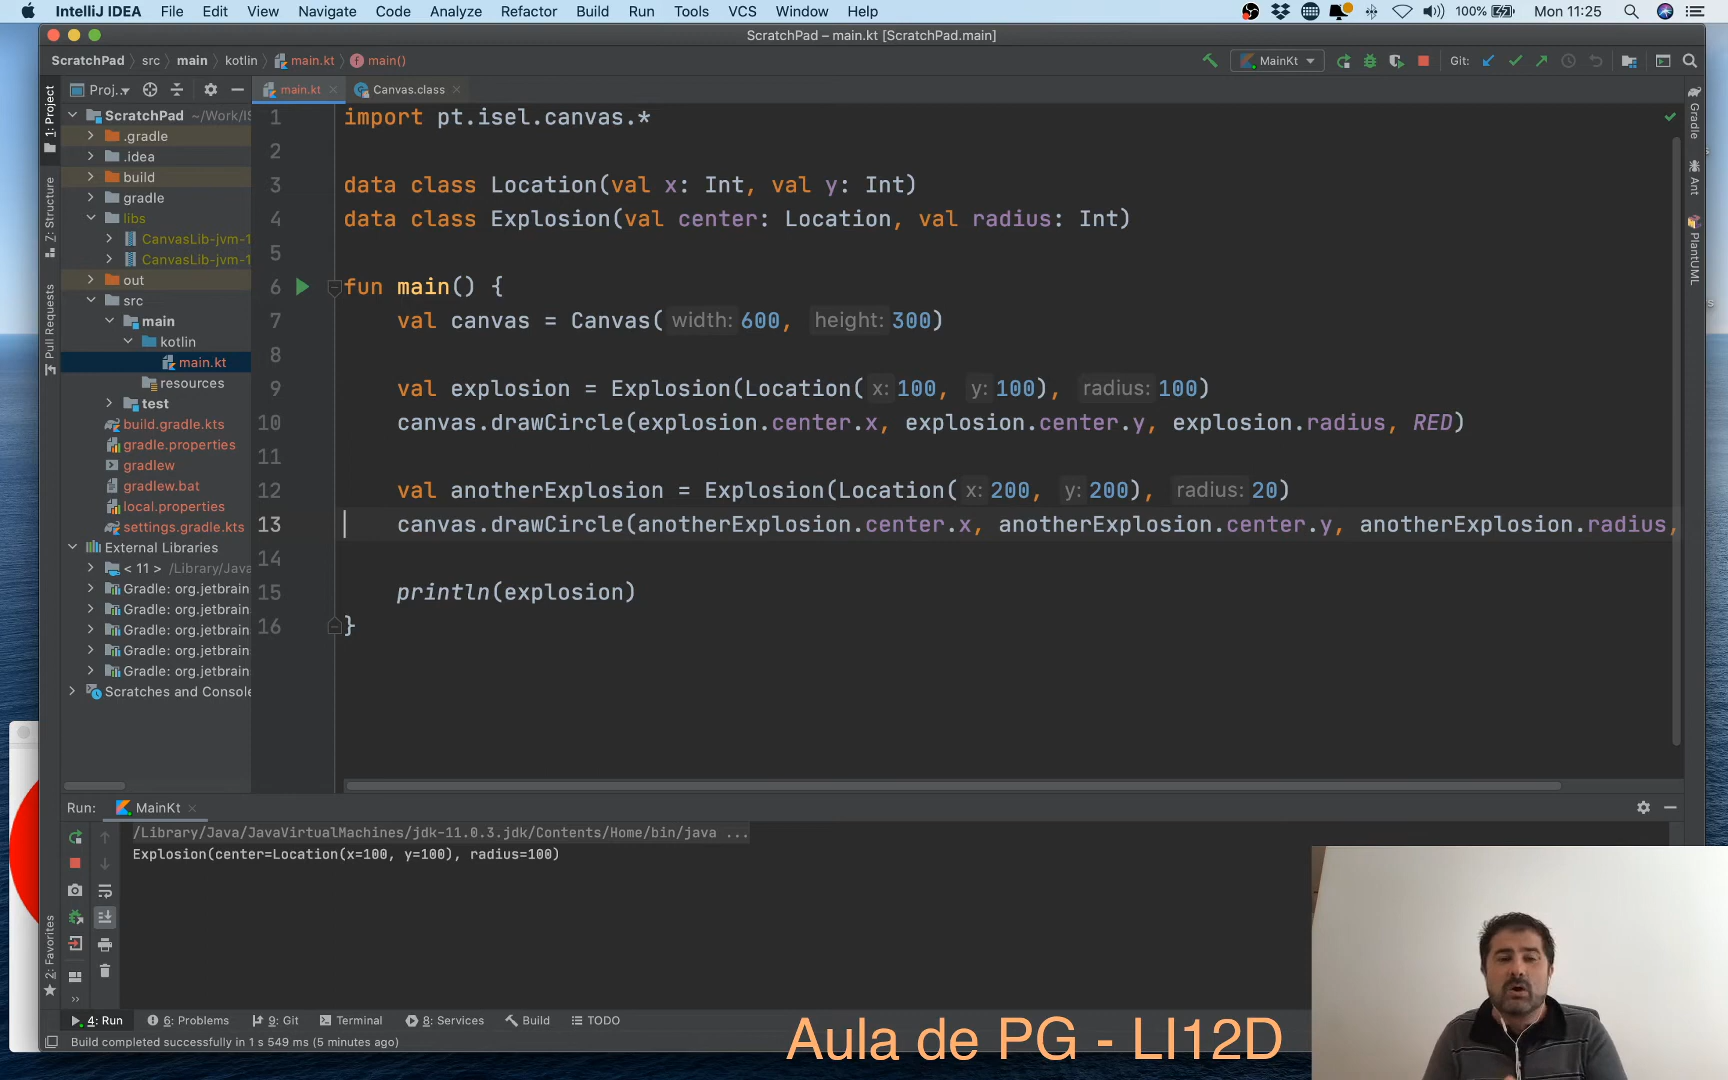 IntelliJ IDEA File Edit View Navigate Code Analyze Refactor Build Run Tools VCS Window Help 100% Mon 11:25
ScratchPad – main.kt [ScratchPad.main]
ScratchPad src main kotlin main.kt main() MainKt Git:
Proj... main.kt Canvas.class
1: Project
7: Structure
Pull Requests
2: Favorites
Gradle
Ant
PlantUML
ScratchPad ~/Work/IS
.gradle
.idea
build
gradle
libs
CanvasLib-jvm-1
CanvasLib-jvm-1
out
src
main
kotlin
main.kt
resources
test
build.gradle.kts
gradle.properties
gradlew
gradlew.bat
local.properties
settings.gradle.kts
External Libraries
< 11 > /Library/Java
Gradle: org.jetbrain
Gradle: org.jetbrain
Gradle: org.jetbrain
Gradle: org.jetbrain
Gradle: org.jetbrain
Scratches and Console
1 import pt.isel.canvas.*
2
3 data class Location(val x: Int, val y: Int)
4 data class Explosion(val center: Location, val radius: Int)
5
6 fun main() {
7 val canvas = Canvas( width: 600, height: 300)
8
9 val explosion = Explosion(Location( x: 100, y: 100), radius: 100)
10 canvas.drawCircle(explosion.center.x, explosion.center.y, explosion.radius, RED)
11
12 val anotherExplosion = Explosion(Location( x: 200, y: 200), radius: 20)
13 canvas.drawCircle(anotherExplosion.center.x, anotherExplosion.center.y, anotherExplosion.radius,
14
15 println(explosion)
16 }
Run: MainKt
/Library/Java/JavaVirtualMachines/jdk-11.0.3.jdk/Contents/Home/bin/java ...
Explosion(center=Location(x=100, y=100), radius=100)
4: Run 6: Problems 9: Git Terminal 8: Services Build TODO
Build completed successfully in 1 s 549 ms (5 minutes ago)
Aula de PG - LI12D